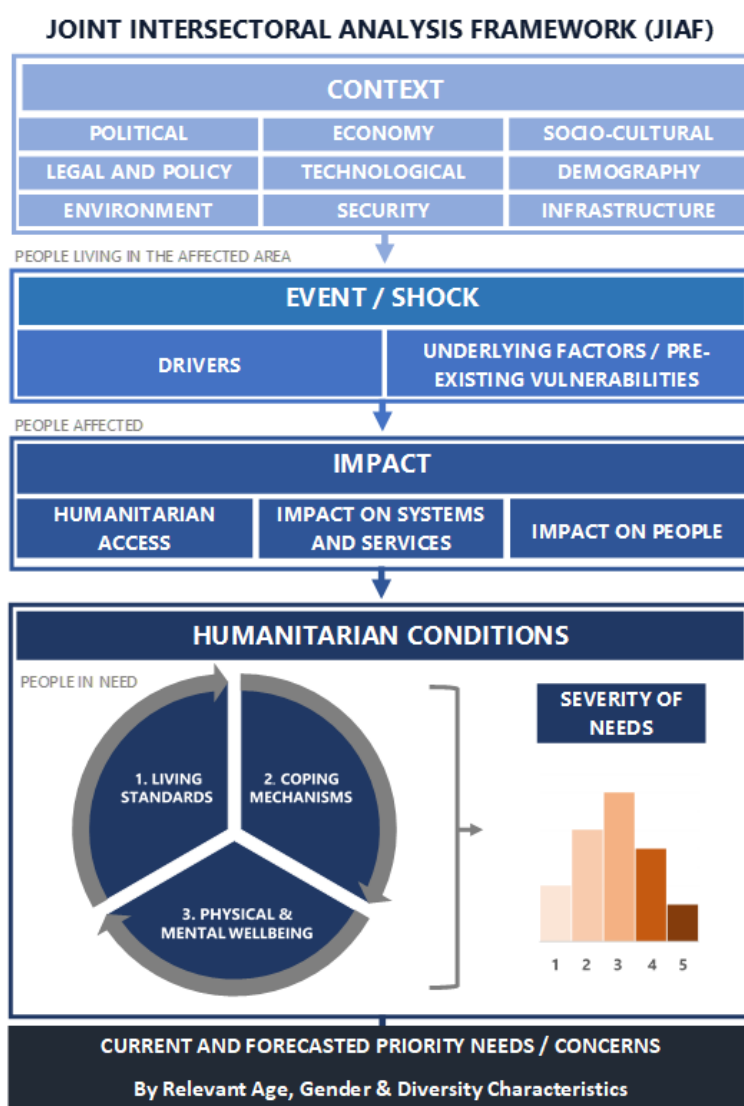 JOINT INTERSECTORAL ANALYSIS FRAMEWORK (JIAF)
CONTEXT
POLITICAL
ECONOMY
SOCIO-CULTURAL
LEGAL AND POLICY
TECHNOLOGICAL
DEMOGRAPHY
ENVIRONMENT
SECURITY
INFRASTRUCTURE
PEOPLE LIVING IN THE AFFECTED AREA
EVENT / SHOCK
DRIVERS
UNDERLYING FACTORS / PRE-
EXISTING VULNERABILITIES
PEOPLE AFFECTED
IMPACT
HUMANITARIAN
ACCESS
IMPACT ON SYSTEMS
AND SERVICES
IMPACT ON PEOPLE
HUMANITARIAN CONDITIONS
PEOPLE IN NEED
1. LIVING
STANDARDS
2. COPING
MECHANISMS
3. PHYSICAL &
MENTAL WELLBEING
SEVERITY OF
NEEDS
1 2 3 4 5
CURRENT AND FORECASTED PRIORITY NEEDS / CONCERNS
By Relevant Age, Gender & Diversity Characteristics